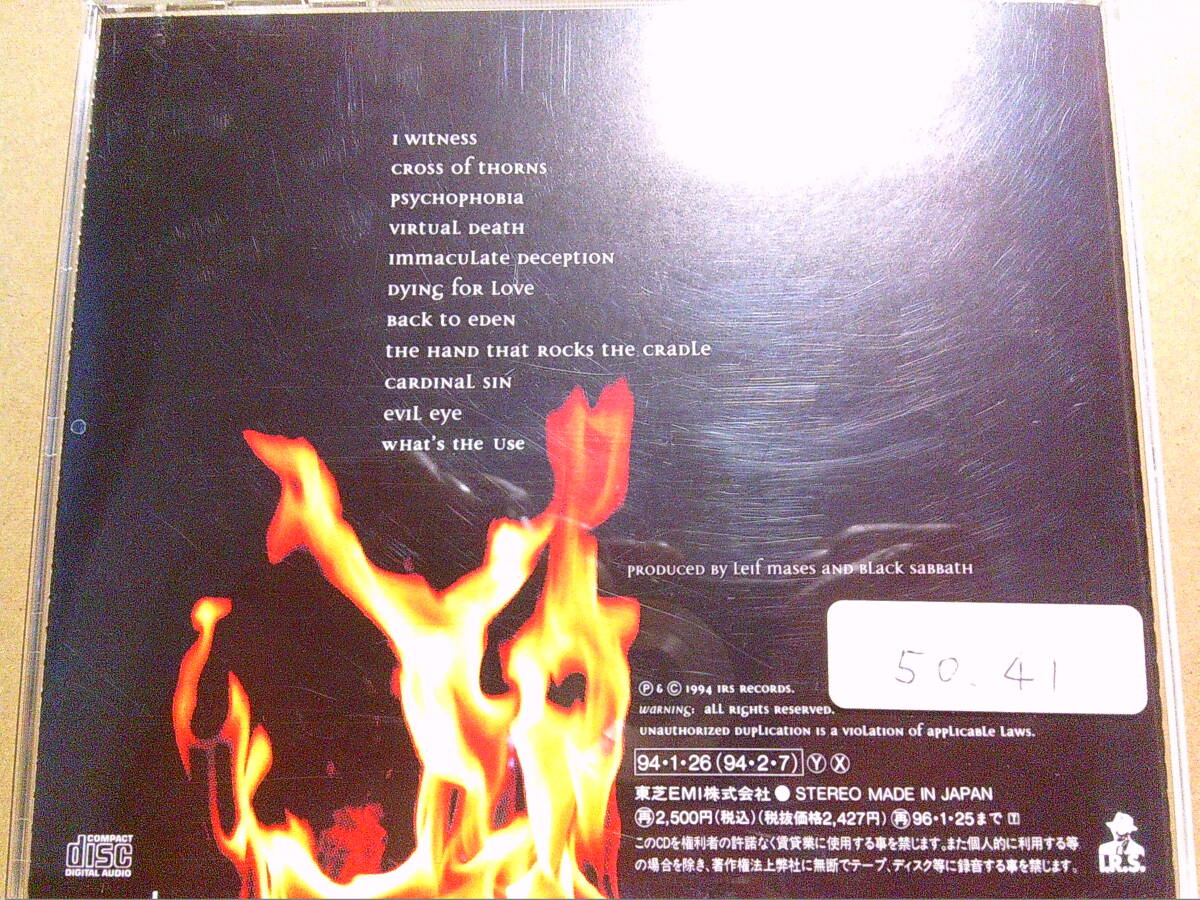 I WITNESS
CROSS of THORNS
PSYCHOPHOBIA
VIRTUAL DEATH
IMMACULATE DECEPTION
DYING for LOVE
BACK TO EDEN
THE HAND THAT ROCKS THE CRADLE
CARDINAL SIN
EVIL EYE
WHAT'S THE USE
PRODUCED BY LEIF MASES AND BLACK SABBATH
50.41
Ⓟ & © 1994 IRS RECORDS.
WARNING: ALL RIGHTS RESERVED.
UNAUTHORIZED DUPLICATION IS A VIOLATION OF APPLICABLE LAWS.
94・1・26(94・2・7)ⓎⓍ
東芝EMI株式会社●STEREO MADE IN JAPAN
再2,500円(税込)(税抜価格2,427円)再96・1・25まで
このCDを権利者の許諾なく賃貸業に使用する事を禁じます。また個人的に利用する等
の場合を除き、著作権法上弊社に無断でテープ、ディスク等に録音する事を禁じます。
COMPACT
disc
DIGITAL AUDIO
I.R.S.